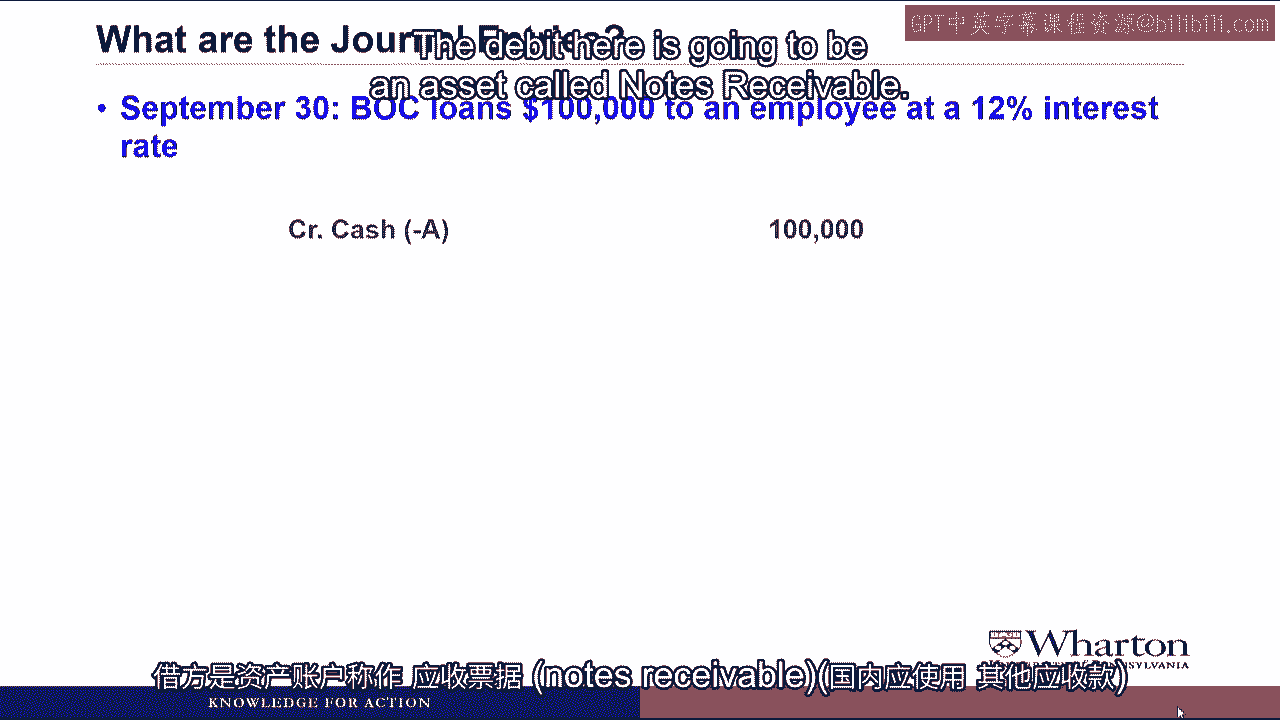 GPT中英字幕课程资源@bilibili.com
What are the Journal Entries?
The debit here is going to be
an asset called Notes Receivable.
• September 30: BOC loans $100,000 to an employee at a 12% interest
rate
Cr. Cash (-A) 100,000
Wharton
借方是资产账户称作 应收票据 (notes receivable)(国内应使用 其他应收款)
KNOWLEDGE FOR ACTION